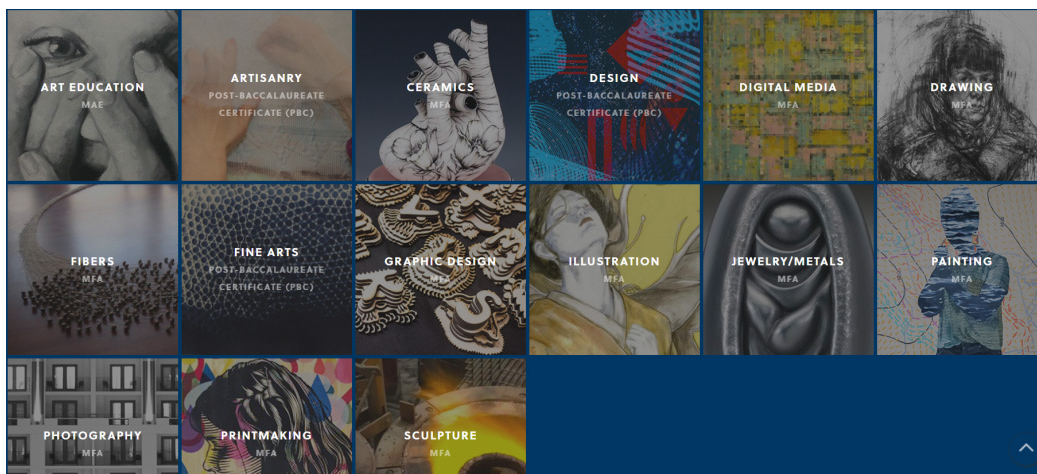 ART EDUCATION
MAE
ARTISANRY
POST-BACCALAUREATE
CERTIFICATE (PBC)
CERAMICS
MFA
DESIGN
POST-BACCALAUREATE
CERTIFICATE (PBC)
DIGITAL MEDIA
MFA
DRAWING
MFA
FIBERS
MFA
FINE ARTS
POST-BACCALAUREATE
CERTIFICATE (PBC)
GRAPHIC DESIGN
MFA
ILLUSTRATION
MFA
JEWELRY/METALS
MFA
PAINTING
MFA
PHOTOGRAPHY
MFA
PRINTMAKING
MFA
SCULPTURE
MFA